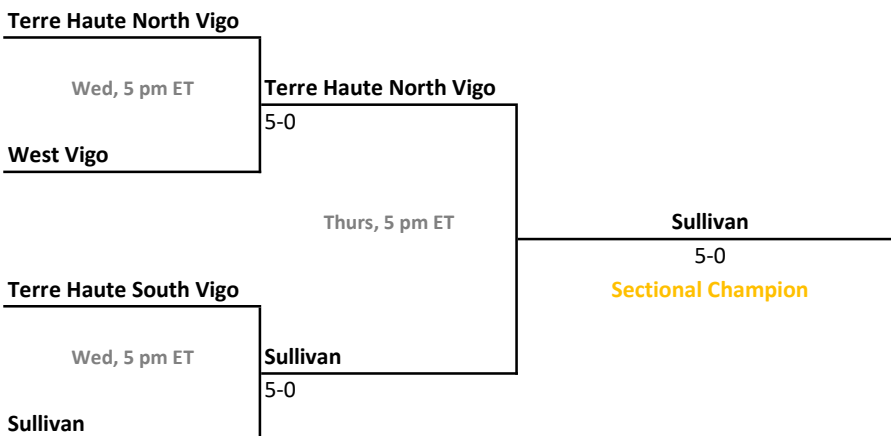 Terre Haute North Vigo
Wed, 5 pm ET
Terre Haute North Vigo
5-0
West Vigo
Thurs, 5 pm ET
Sullivan
5-0
Terre Haute South Vigo
Sectional Champion
Wed, 5 pm ET
Sullivan
5-0
Sullivan